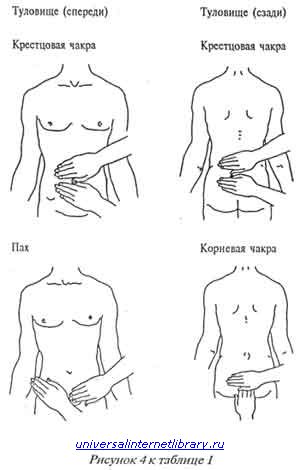 Туловище (спереди)
Туловище (сзади)
Крестцовая чакра
Крестцовая чакра
Пах
Корневая чакра
universalinternetlibrary.ru
Рисунок 4 к таблице 1